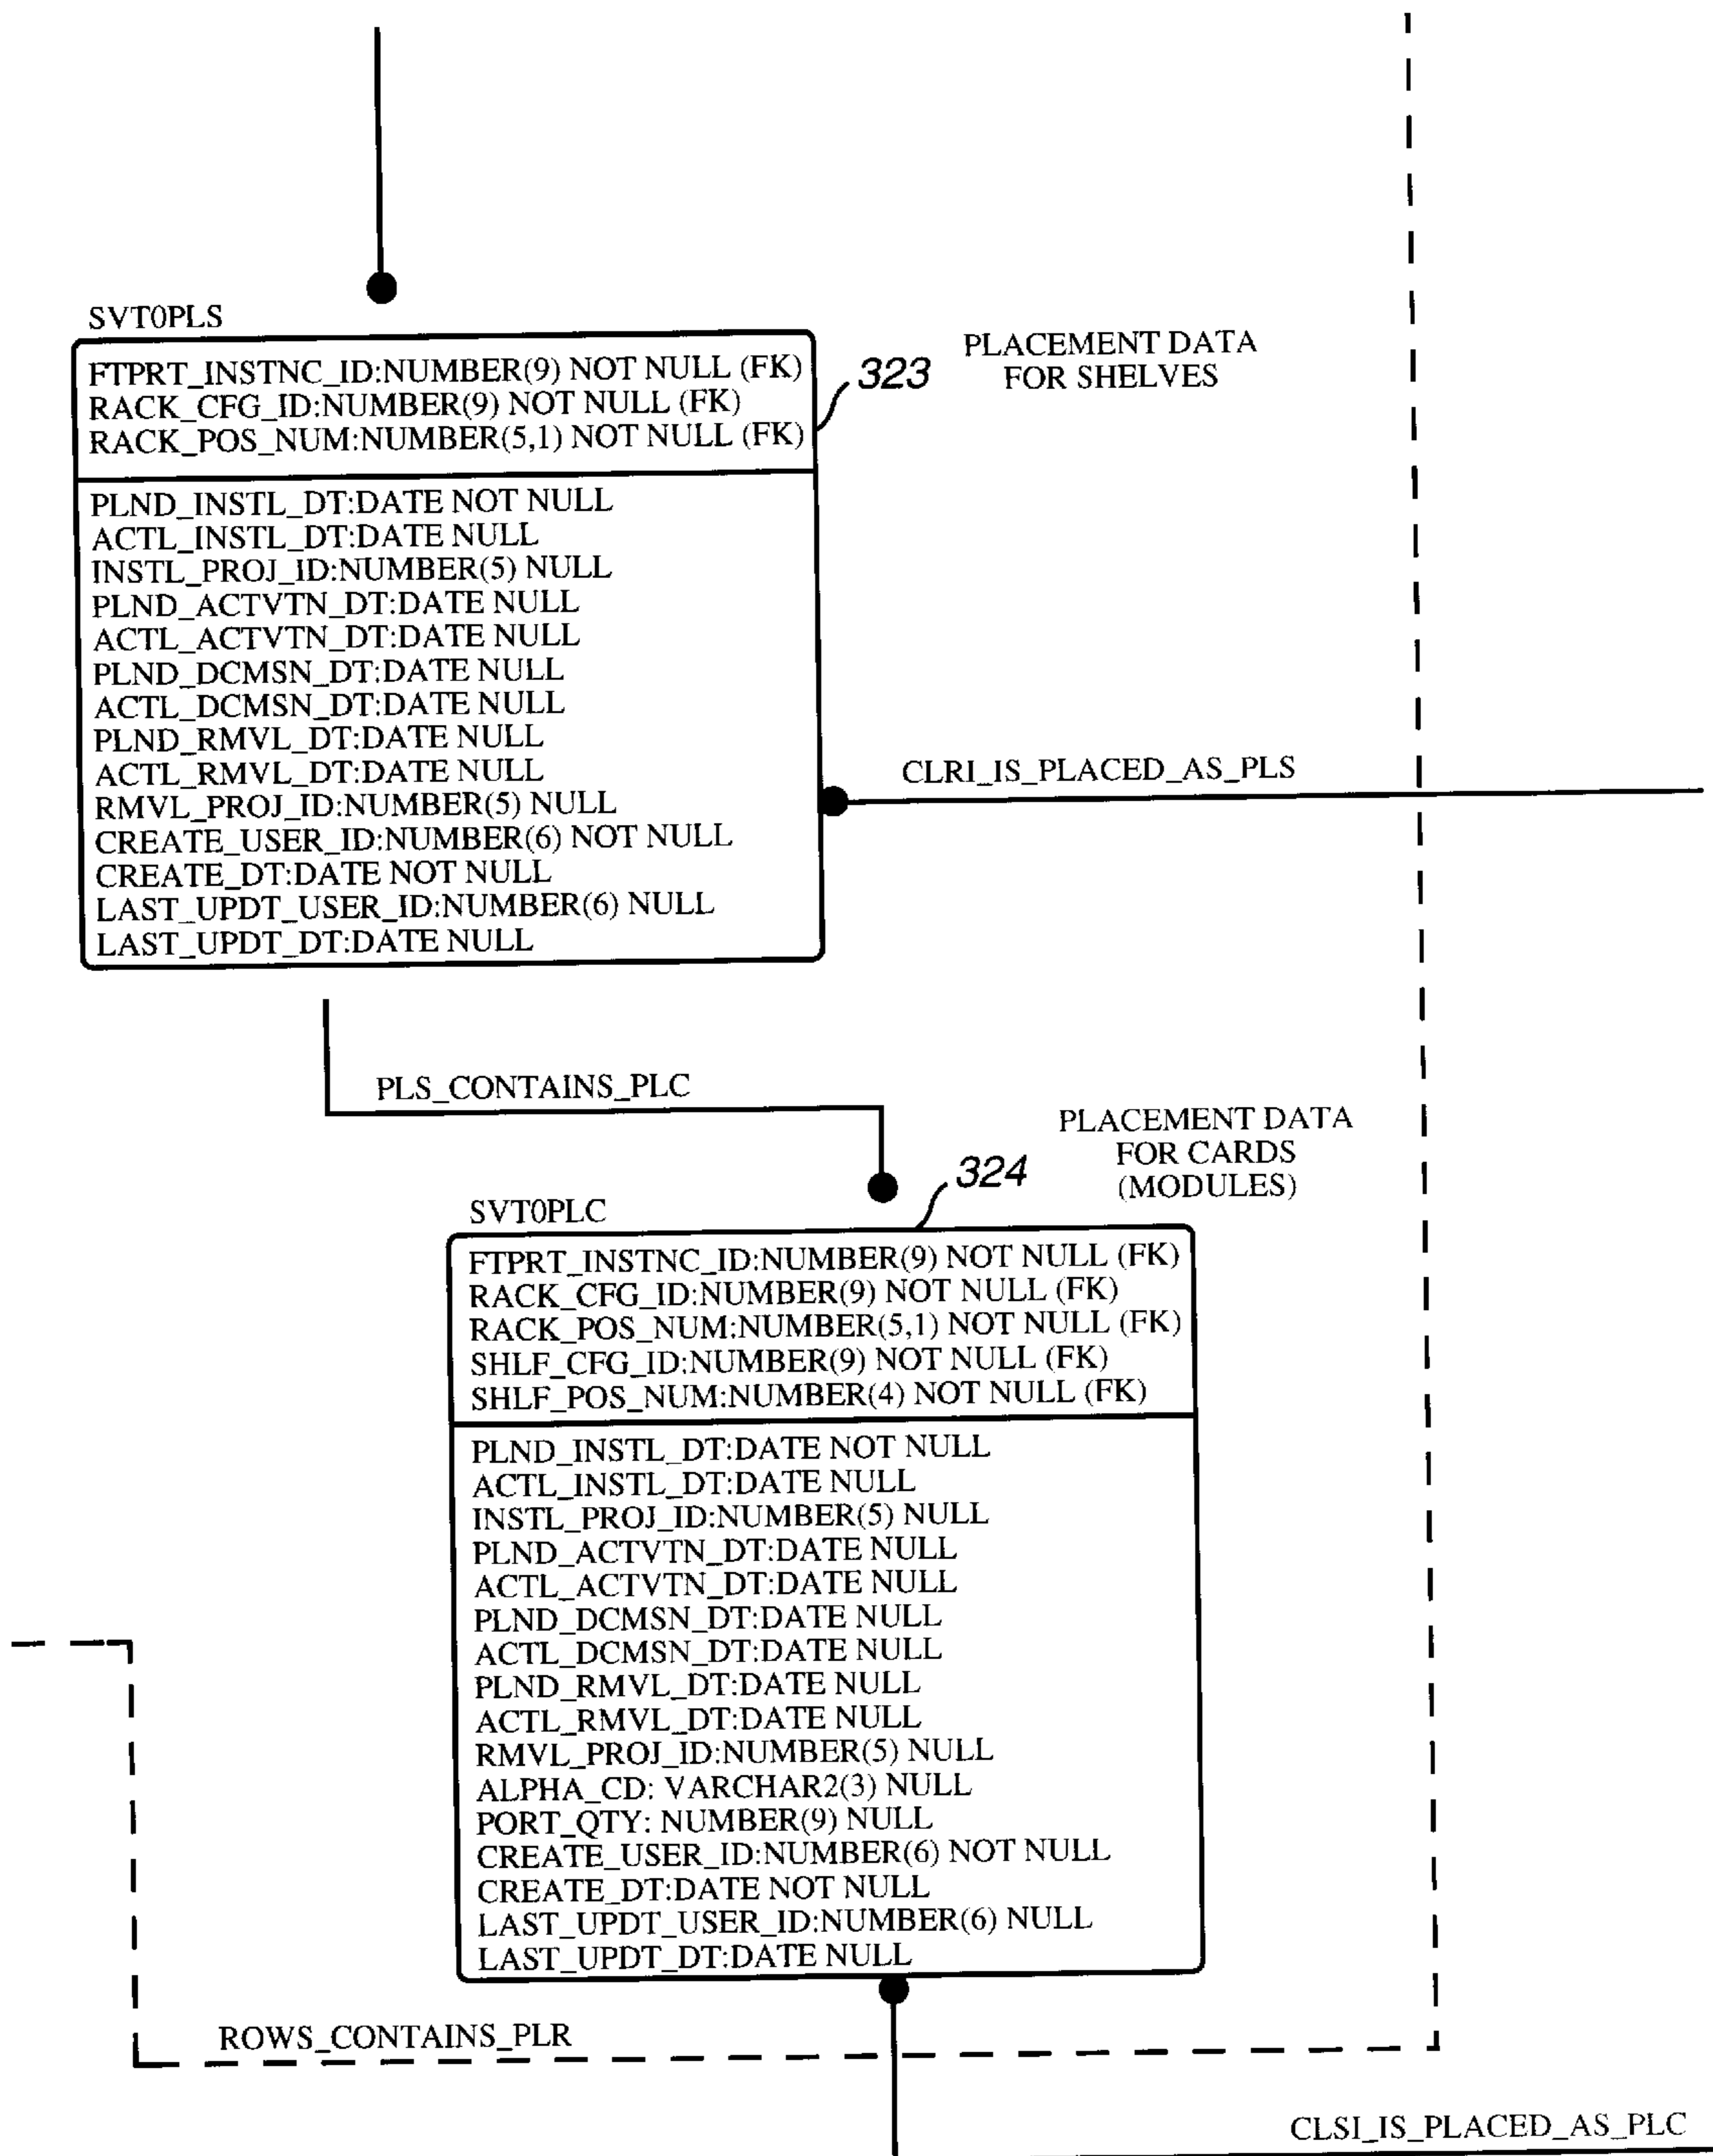 SVT0PLS
FTPRT_INSTNC_ID:NUMBER(9) NOT NULL (FK)
RACK_CFG_ID:NUMBER(9) NOT NULL (FK)
RACK_POS_NUM:NUMBER(5,1) NOT NULL (FK)
323
PLACEMENT DATA
FOR SHELVES
PLND_INSTL_DT:DATE NOT NULL
ACTL_INSTL_DT:DATE NULL
INSTL_PROJ_ID:NUMBER(5) NULL
PLND_ACTVTN_DT:DATE NULL
ACTL_ACTVTN_DT:DATE NULL
PLND_DCMSN_DT:DATE NULL
ACTL_DCMSN_DT:DATE NULL
PLND_RMVL_DT:DATE NULL
ACTL_RMVL_DT:DATE NULL
RMVL_PROJ_ID:NUMBER(5) NULL
CREATE_USER_ID:NUMBER(6) NOT NULL
CREATE_DT:DATE NOT NULL
LAST_UPDT_USER_ID:NUMBER(6) NULL
LAST_UPDT_DT:DATE NULL
CLRI_IS_PLACED_AS_PLS
PLS_CONTAINS_PLC
PLACEMENT DATA
FOR CARDS
(MODULES)
324
SVT0PLC
FTPRT_INSTNC_ID:NUMBER(9) NOT NULL (FK)
RACK_CFG_ID:NUMBER(9) NOT NULL (FK)
RACK_POS_NUM:NUMBER(5,1) NOT NULL (FK)
SHLF_CFG_ID:NUMBER(9) NOT NULL (FK)
SHLF_POS_NUM:NUMBER(4) NOT NULL (FK)
PLND_INSTL_DT:DATE NOT NULL
ACTL_INSTL_DT:DATE NULL
INSTL_PROJ_ID:NUMBER(5) NULL
PLND_ACTVTN_DT:DATE NULL
ACTL_ACTVTN_DT:DATE NULL
PLND_DCMSN_DT:DATE NULL
ACTL_DCMSN_DT:DATE NULL
PLND_RMVL_DT:DATE NULL
ACTL_RMVL_DT:DATE NULL
RMVL_PROJ_ID:NUMBER(5) NULL
ALPHA_CD: VARCHAR2(3) NULL
PORT_QTY: NUMBER(9) NULL
CREATE_USER_ID:NUMBER(6) NOT NULL
CREATE_DT:DATE NOT NULL
LAST_UPDT_USER_ID:NUMBER(6) NULL
LAST_UPDT_DT:DATE NULL
ROWS_CONTAINS_PLR
CLSI_IS_PLACED_AS_PLC